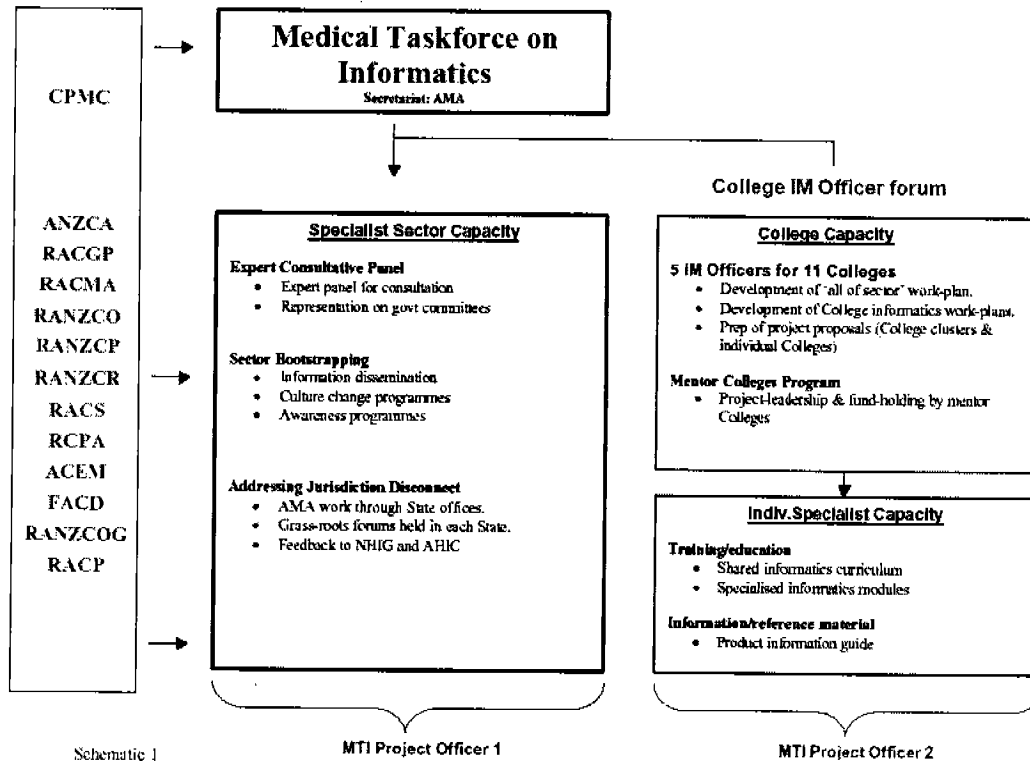 CPMC
ANZCA
RACGP
RACMA
RANZCO
RANZCP
RANZCR
RACS
RCPA
ACEM
FACD
RANZCOG
RACP
Medical Taskforce on
Informatics
Secretariat: AMA
Specialist Sector Capacity
Expert Consultative Panel
• Expert panel for consultation
• Representation on govt committees
Sector Bootstrapping
• Information dissemination
• Culture change programmes
• Awareness programmes
Addressing Jurisdiction Disconnect
• AMA work through State offices.
• Grass-roots forums held in each State.
• Feedback to NHIG and AHIC
MTI Project Officer 1
College IM Officer forum
College Capacity
5 IM Officers for 11 Colleges
• Development of 'all of sector' work-plan.
• Development of College informatics work-plans.
• Prep of project proposals (College clusters &
individual Colleges)
Mentor Colleges Program
• Project-leadership & fund-holding by mentor
Colleges
Indiv.Specialist Capacity
Training/education
• Shared informatics curriculum
• Specialised informatics modules
Information/reference material
• Product information guide
MTI Project Officer 2
Schematic 1